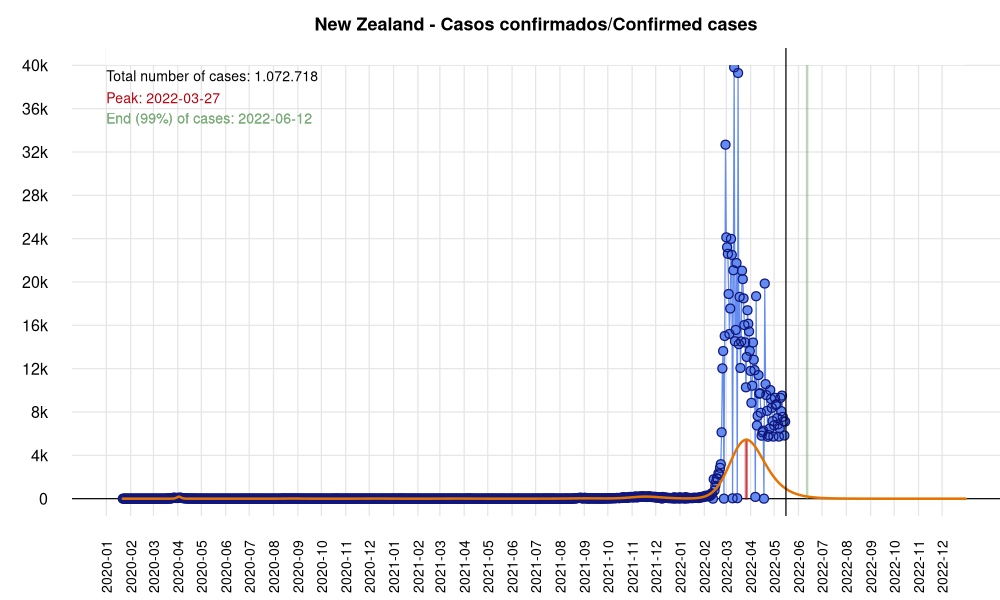 New Zealand - Casos confirmados/Confirmed cases
Total number of cases: 1.072.718
Peak: 2022-03-27
End (99%) of cases: 2022-06-12
40k
36k
32k
28k
24k
20k
16k
12k
8k
4k
0
2020-01
2020-02
2020-03
2020-04
2020-05
2020-06
2020-07
2020-08
2020-09
2020-10
2020-11
2020-12
2021-01
2021-02
2021-03
2021-04
2021-05
2021-06
2021-07
2021-08
2021-09
2021-10
2021-11
2021-12
2022-01
2022-02
2022-03
2022-04
2022-05
2022-06
2022-07
2022-08
2022-09
2022-10
2022-11
2022-12